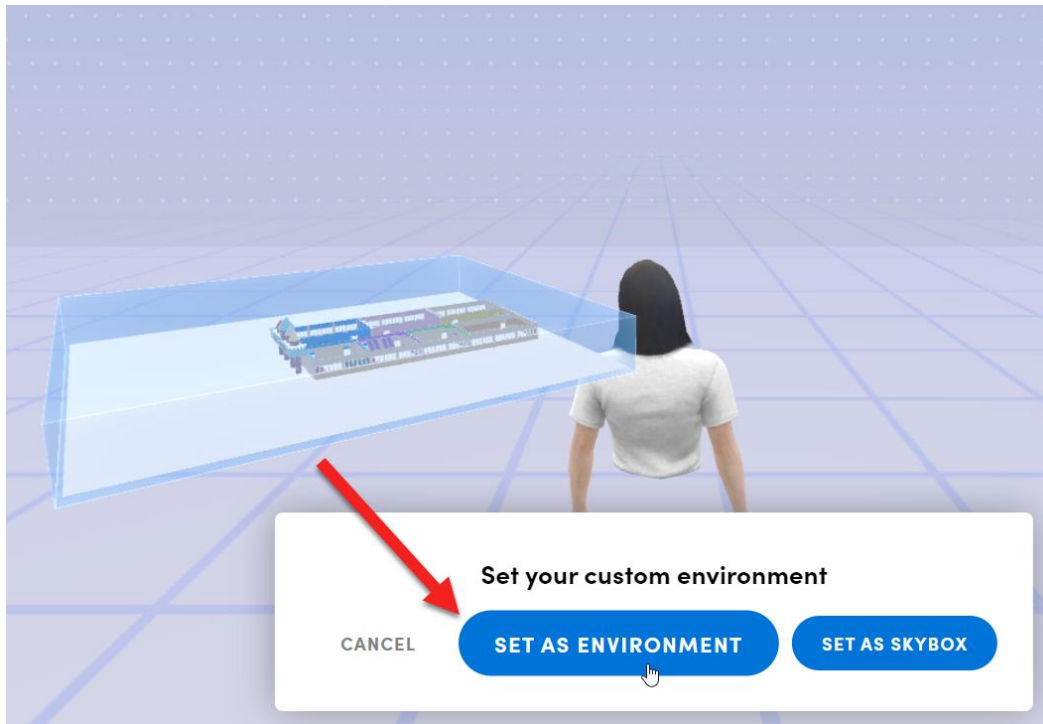 Set your custom environment
CANCEL
SET AS ENVIRONMENT
SET AS SKYBOX